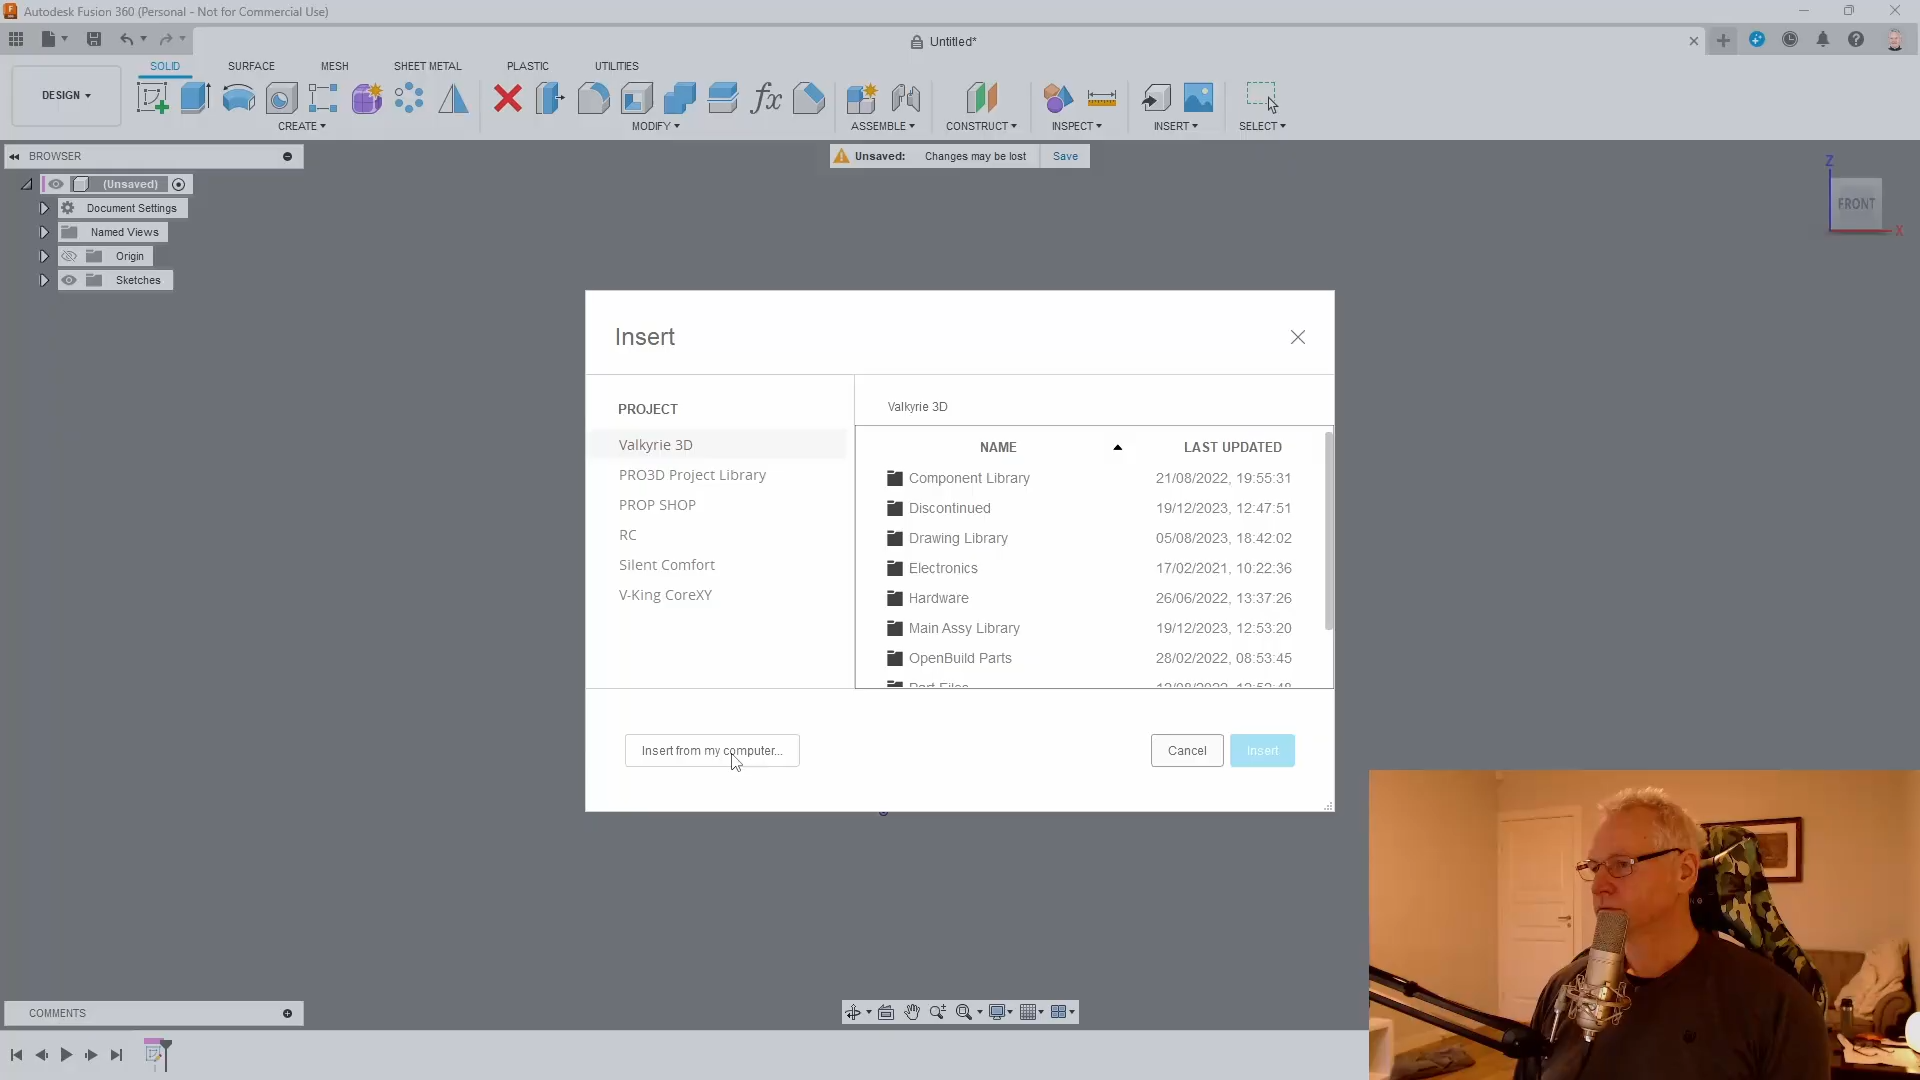 Autodesk Fusion 360 (Personal - Not for Commercial Use)
Untitled*
DESIGN
SOLID
SURFACE
MESH
SHEET METAL
PLASTIC
UTILITIES
CREATE
MODIFY
ASSEMBLE
CONSTRUCT
INSPECT
INSERT
SELECT
BROWSER
Unsaved: Changes may be lost Save
(Unsaved)
Document Settings
Named Views
Origin
Sketches
Z
FRONT
X
Insert
PROJECT
Valkyrie 3D
PRO3D Project Library
PROP SHOP
RC
Silent Comfort
V-King CoreXY
Valkyrie 3D
NAME LAST UPDATED
Component Library 21/08/2022, 19:55:31
Discontinued 19/12/2023, 12:47:51
Drawing Library 05/08/2023, 18:42:02
Electronics 17/02/2021, 10:22:36
Hardware 26/06/2022, 13:37:26
Main Assy Library 19/12/2023, 12:53:20
OpenBuild Parts 28/02/2022, 08:53:45
Part Files
Insert from my computer...
Cancel
Insert
COMMENTS